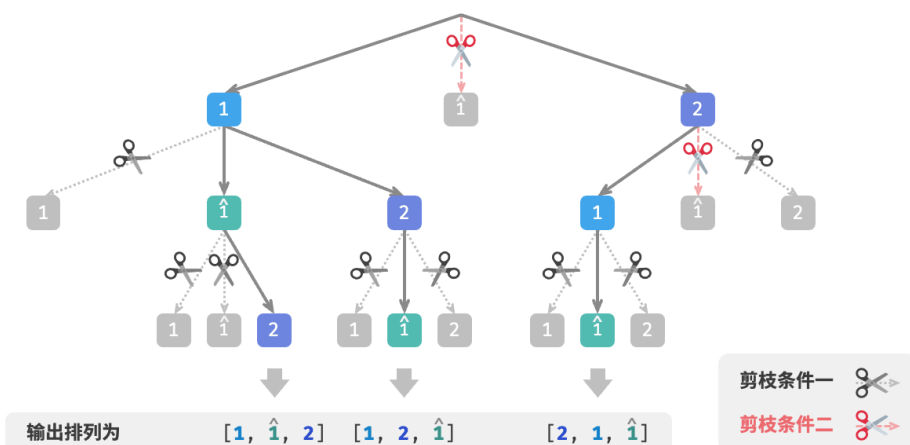 1 1̂ 2
1 1̂ 2 1 1̂ 2
1 1̂ 2 1 1̂ 2 1 1̂ 2
剪枝条件一
剪枝条件二
输出排列为 [1, 1̂, 2] [1, 2, 1̂] [2, 1, 1̂]